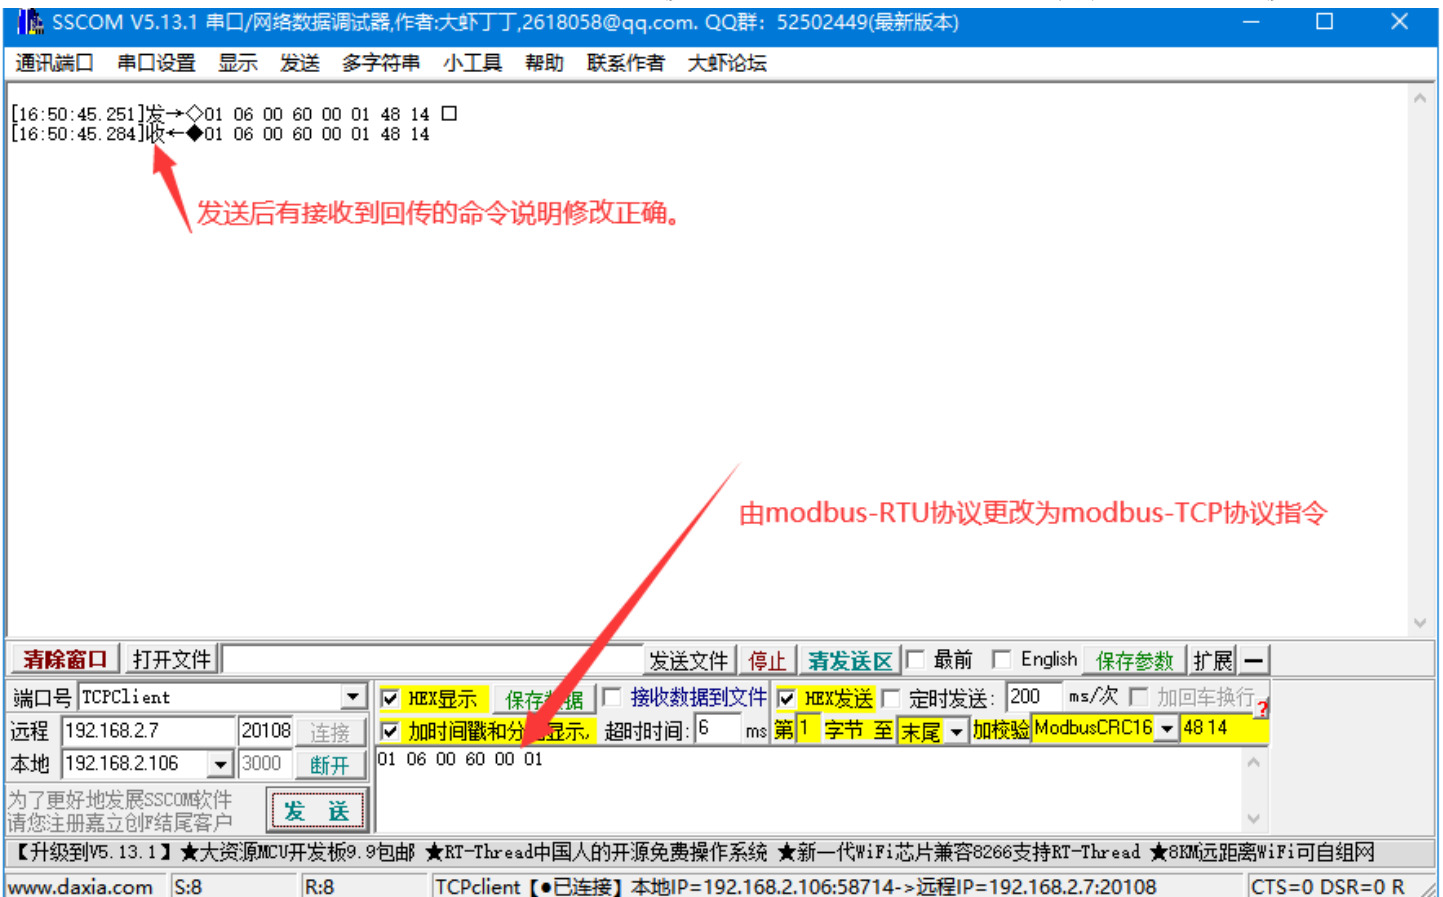 SSCOM V5.13.1 串口/网络数据调试器,作者:大虾丁丁,2618058@qq.com. QQ群: 52502449(最新版本)
通讯端口 串口设置 显示 发送 多字符串 小工具 帮助 联系作者 大虾论坛
[16:50:45.251]发→◇01 06 00 60 00 01 48 14 □
[16:50:45.284]收←◆01 06 00 60 00 01 48 14
发送后有接收到回传的命令说明修改正确。
由modbus-RTU协议更改为modbus-TCP协议指令
清除窗口 打开文件 发送文件 停止 清发送区 最前 English 保存参数 扩展 —
端口号 TCPClient HEX显示 保存数据 接收数据到文件 HEX发送 定时发送: 200 ms/次 加回车换行 ?
远程 192.168.2.7 20108 连接 加时间戳和分包显示, 超时时间: 6 ms 第 1 字节 至 末尾 加校验 ModbusCRC16 48 14
本地 192.168.2.106 3000 断开 01 06 00 60 00 01
为了更好地发展SSCOM软件
请您注册嘉立创F结尾客户
发 送
【升级到V5.13.1】★大资源MCU开发板9.9包邮 ★RT-Thread中国人的开源免费操作系统 ★新一代WiFi芯片兼容8266支持RT-Thread ★8KM远距离WiFi可自组网
www.daxia.com S:8 R:8 TCPclient【●已连接】本地IP=192.168.2.106:58714->远程IP=192.168.2.7:20108 CTS=0 DSR=0 R